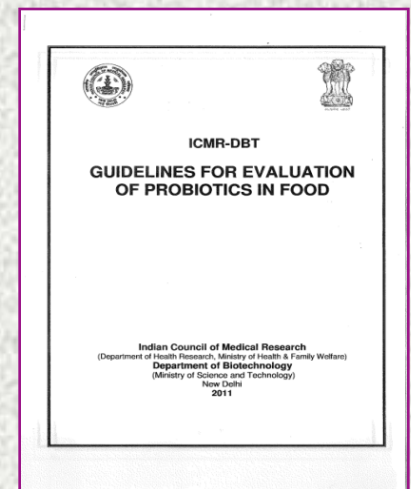 ICMR-DBT
GUIDELINES FOR EVALUATION
OF PROBIOTICS IN FOOD
Indian Council of Medical Research
(Department of Health Research, Ministry of Health & Family Welfare)
Department of Biotechnology
(Ministry of Science and Technology)
New Delhi
2011